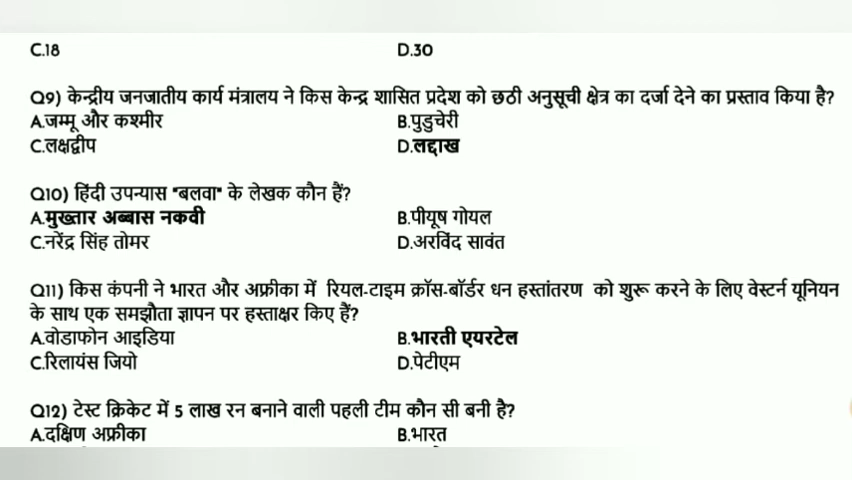 C.18 D.30
Q9) केन्द्रीय जनजातीय कार्य मंत्रालय ने किस केन्द्र शासित प्रदेश को छठी अनुसूची क्षेत्र का दर्जा देने का प्रस्ताव किया है?
A.जम्मू और कश्मीर B.पुडुचेरी
C.लक्षद्वीप D.लद्दाख
Q10) हिंदी उपन्यास "बलवा" के लेखक कौन हैं?
A.मुख्तार अब्बास नकवी B.पीयूष गोयल
C.नरेंद्र सिंह तोमर D.अरविंद सावंत
Q11) किस कंपनी ने भारत और अफ्रीका में रियल-टाइम क्रॉस-बॉर्डर धन हस्तांतरण को शुरू करने के लिए वेस्टर्न यूनियन
के साथ एक समझौता ज्ञापन पर हस्ताक्षर किए हैं?
A.वोडाफोन आइडिया B.भारती एयरटेल
C.रिलायंस जियो D.पेटीएम
Q12) टेस्ट क्रिकेट में 5 लाख रन बनाने वाली पहली टीम कौन सी बनी है?
A.दक्षिण अफ्रीका B.भारत